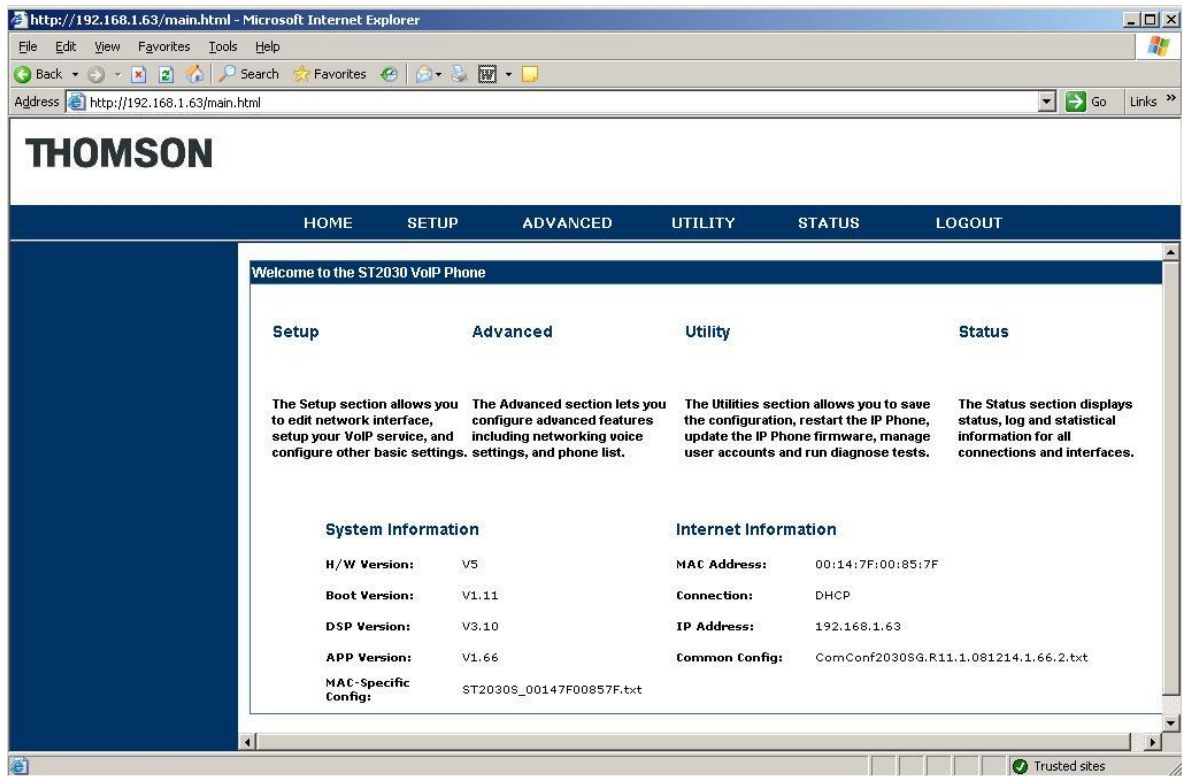 http://192.168.1.63/main.html - Microsoft Internet Explorer
File Edit View Favorites Tools Help
Back Search Favorites
Address http://192.168.1.63/main.html Go Links »
THOMSON
HOME SETUP ADVANCED UTILITY STATUS LOGOUT
Welcome to the ST2030 VoIP Phone
Setup Advanced Utility Status
The Setup section allows you The Advanced section lets you The Utilities section allows you to save The Status section displays
to edit network interface, configure advanced features the configuration, restart the IP Phone, status, log and statistical
setup your VoIP service, and including networking voice update the IP Phone firmware, manage information for all
configure other basic settings. settings, and phone list. user accounts and run diagnose tests. connections and interfaces.
System Information Internet Information
H/W Version: V5 MAC Address: 00:14:7F:00:85:7F
Boot Version: V1.11 Connection: DHCP
DSP Version: V3.10 IP Address: 192.168.1.63
APP Version: V1.66 Common Config: ComConf2030SG.R11.1.081214.1.66.2.txt
MAC-Specific
Config: ST2030S_00147F00857F.txt
Trusted sites